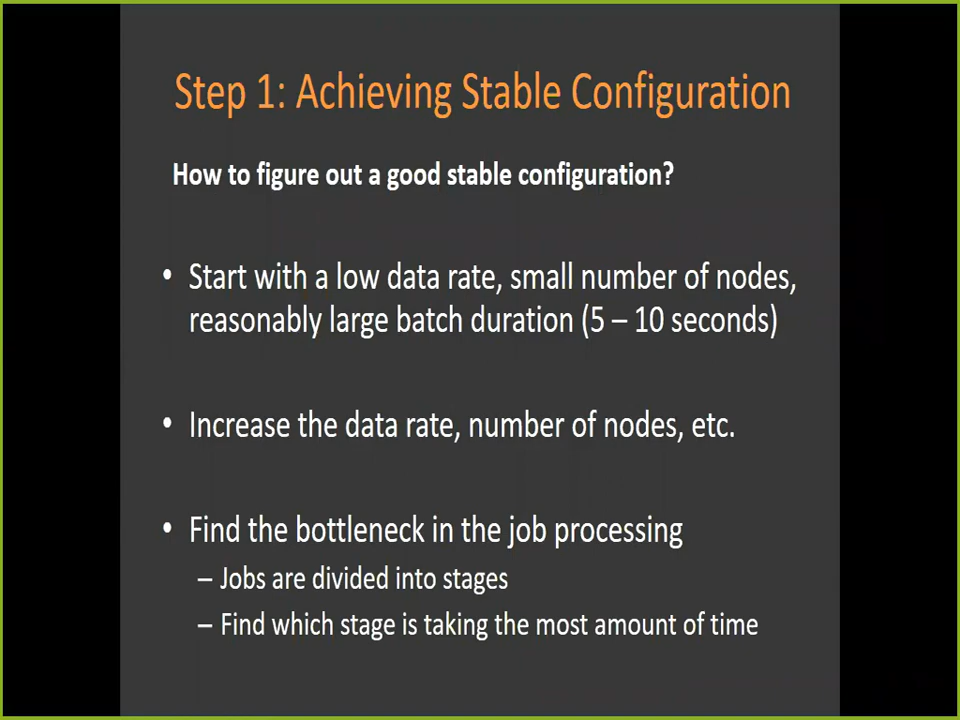 Step 1: Achieving Stable Configuration
How to figure out a good stable configuration?
• Start with a low data rate, small number of nodes,
reasonably large batch duration (5 – 10 seconds)
• Increase the data rate, number of nodes, etc.
• Find the bottleneck in the job processing
– Jobs are divided into stages
– Find which stage is taking the most amount of time